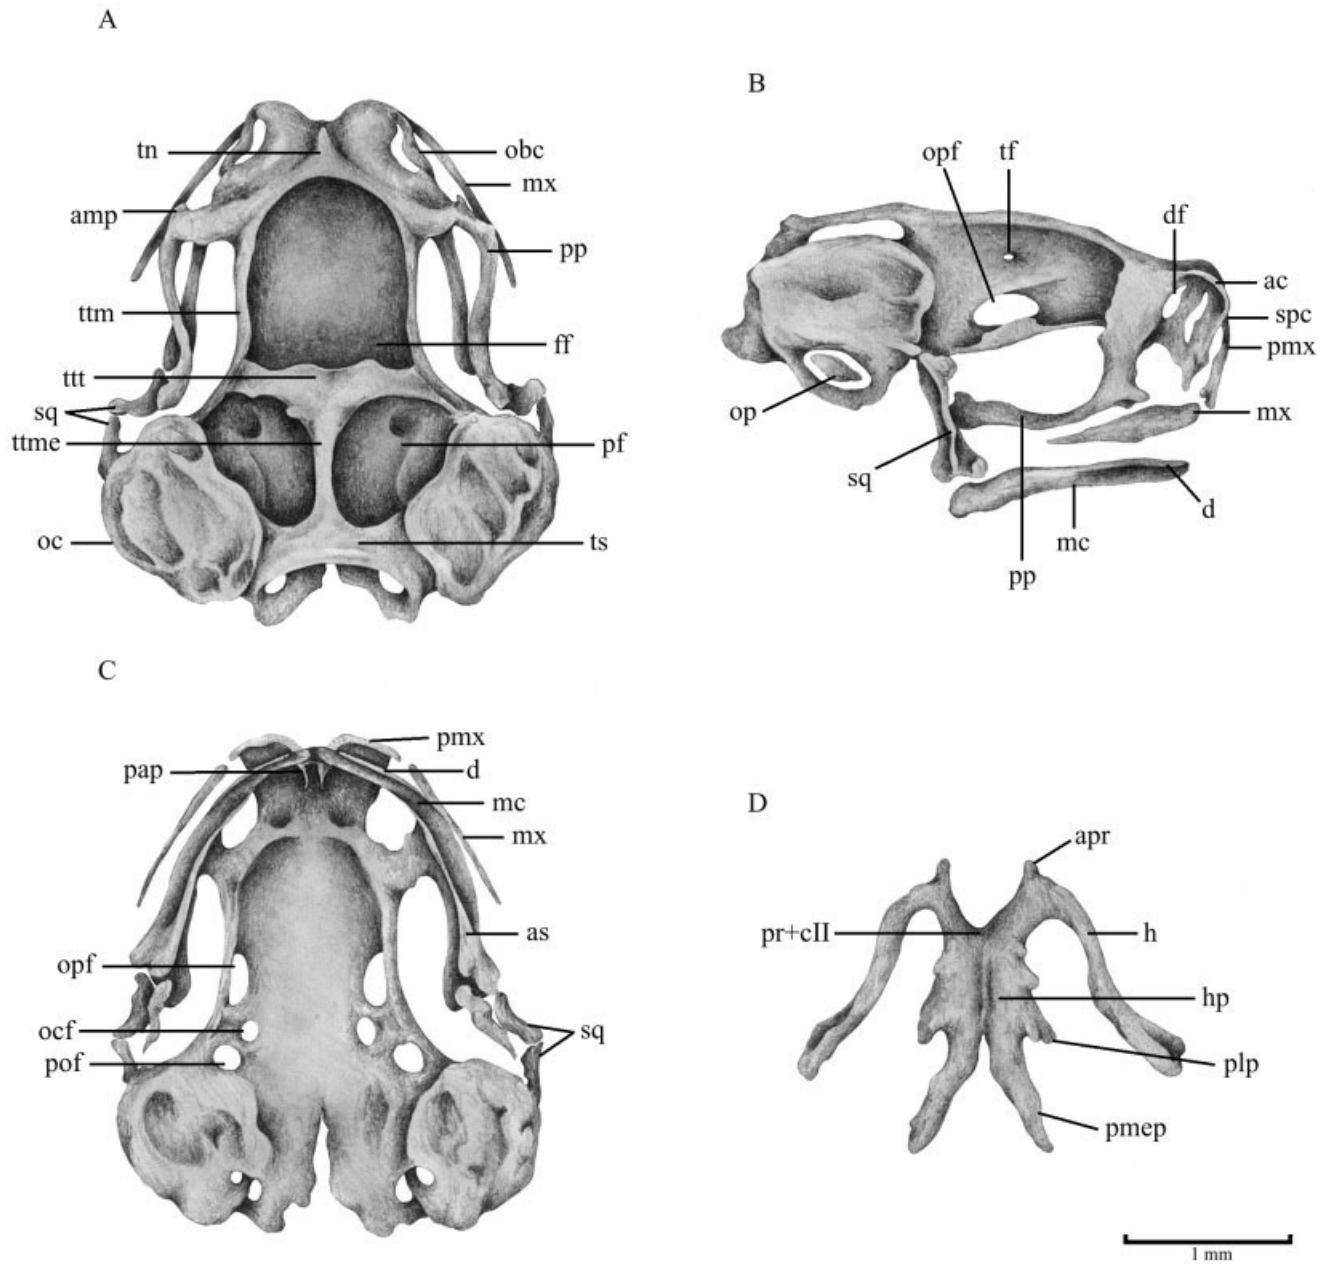 A
tn
obc
mx
amp
pp
ttm
ff
ttt
sq
ttme
pf
oc
ts
B
opf
tf
df
ac
spc
pmx
op
mx
sq
d
mc
pp
C
pmx
pap
d
mc
mx
as
opf
ocf
sq
pof
D
apr
pr+cII
h
hp
plp
pmep
1 mm